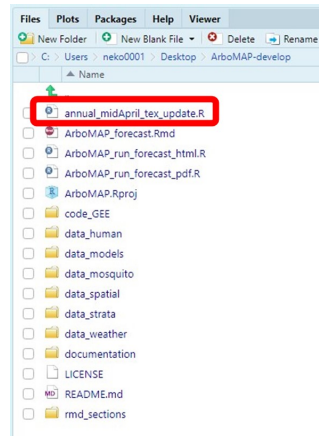 Files Plots Packages Help Viewer
New Folder New Blank File Delete Rename
C: > Users > neko0001 > Desktop > ArboMAP-develop
Name
..
annual_midApril_tex_update.R
ArboMAP_forecast.Rmd
ArboMAP_run_forecast_html.R
ArboMAP_run_forecast_pdf.R
ArboMAP.Rproj
code_GEE
data_human
data_models
data_mosquito
data_spatial
data_strata
data_weather
documentation
LICENSE
README.md
rmd_sections